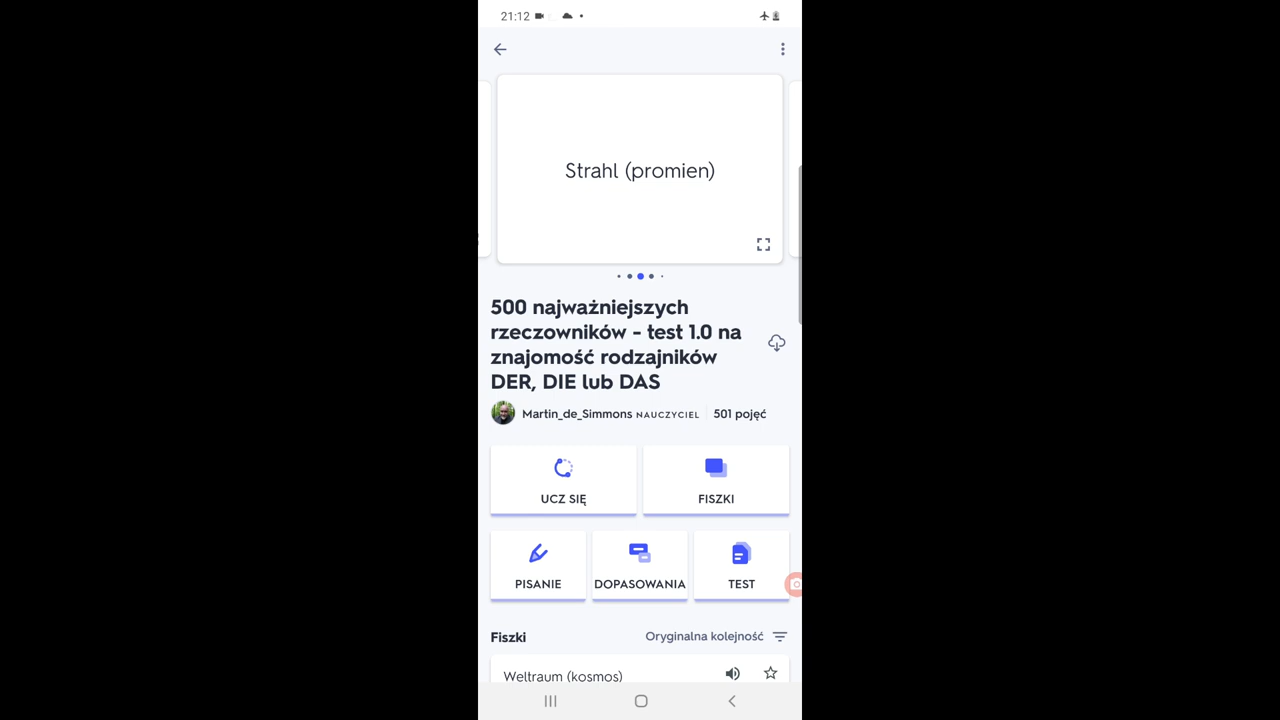 21:12
Strahl (promien)
500 najważniejszych
rzeczowników - test 1.0 na
znajomość rodzajników
DER, DIE lub DAS
Martin_de_Simmons NAUCZYCIEL 501 pojęć
UCZ SIĘ FISZKI
PISANIE DOPASOWANIA TEST
Fiszki Oryginalna kolejność
Weltraum (kosmos)